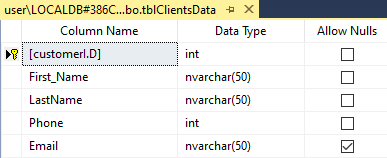 user\LOCALDB#386C...bo.tblClientsData
Column Name Data Type Allow Nulls
[customerI.D] int
First_Name nvarchar(50)
LastName nvarchar(50)
Phone int
Email nvarchar(50)